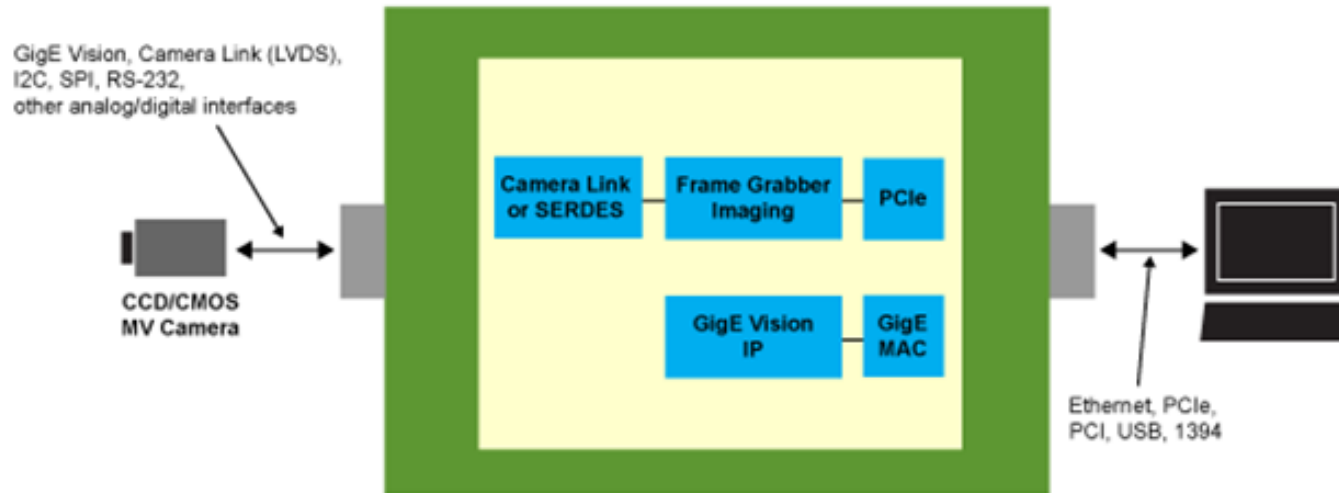 GigE Vision, Camera Link (LVDS),
I2C, SPI, RS-232,
other analog/digital interfaces
CCD/CMOS
MV Camera
Camera Link
or SERDES
Frame Grabber
Imaging
PCIe
GigE Vision
IP
GigE
MAC
Ethernet, PCIe,
PCI, USB, 1394